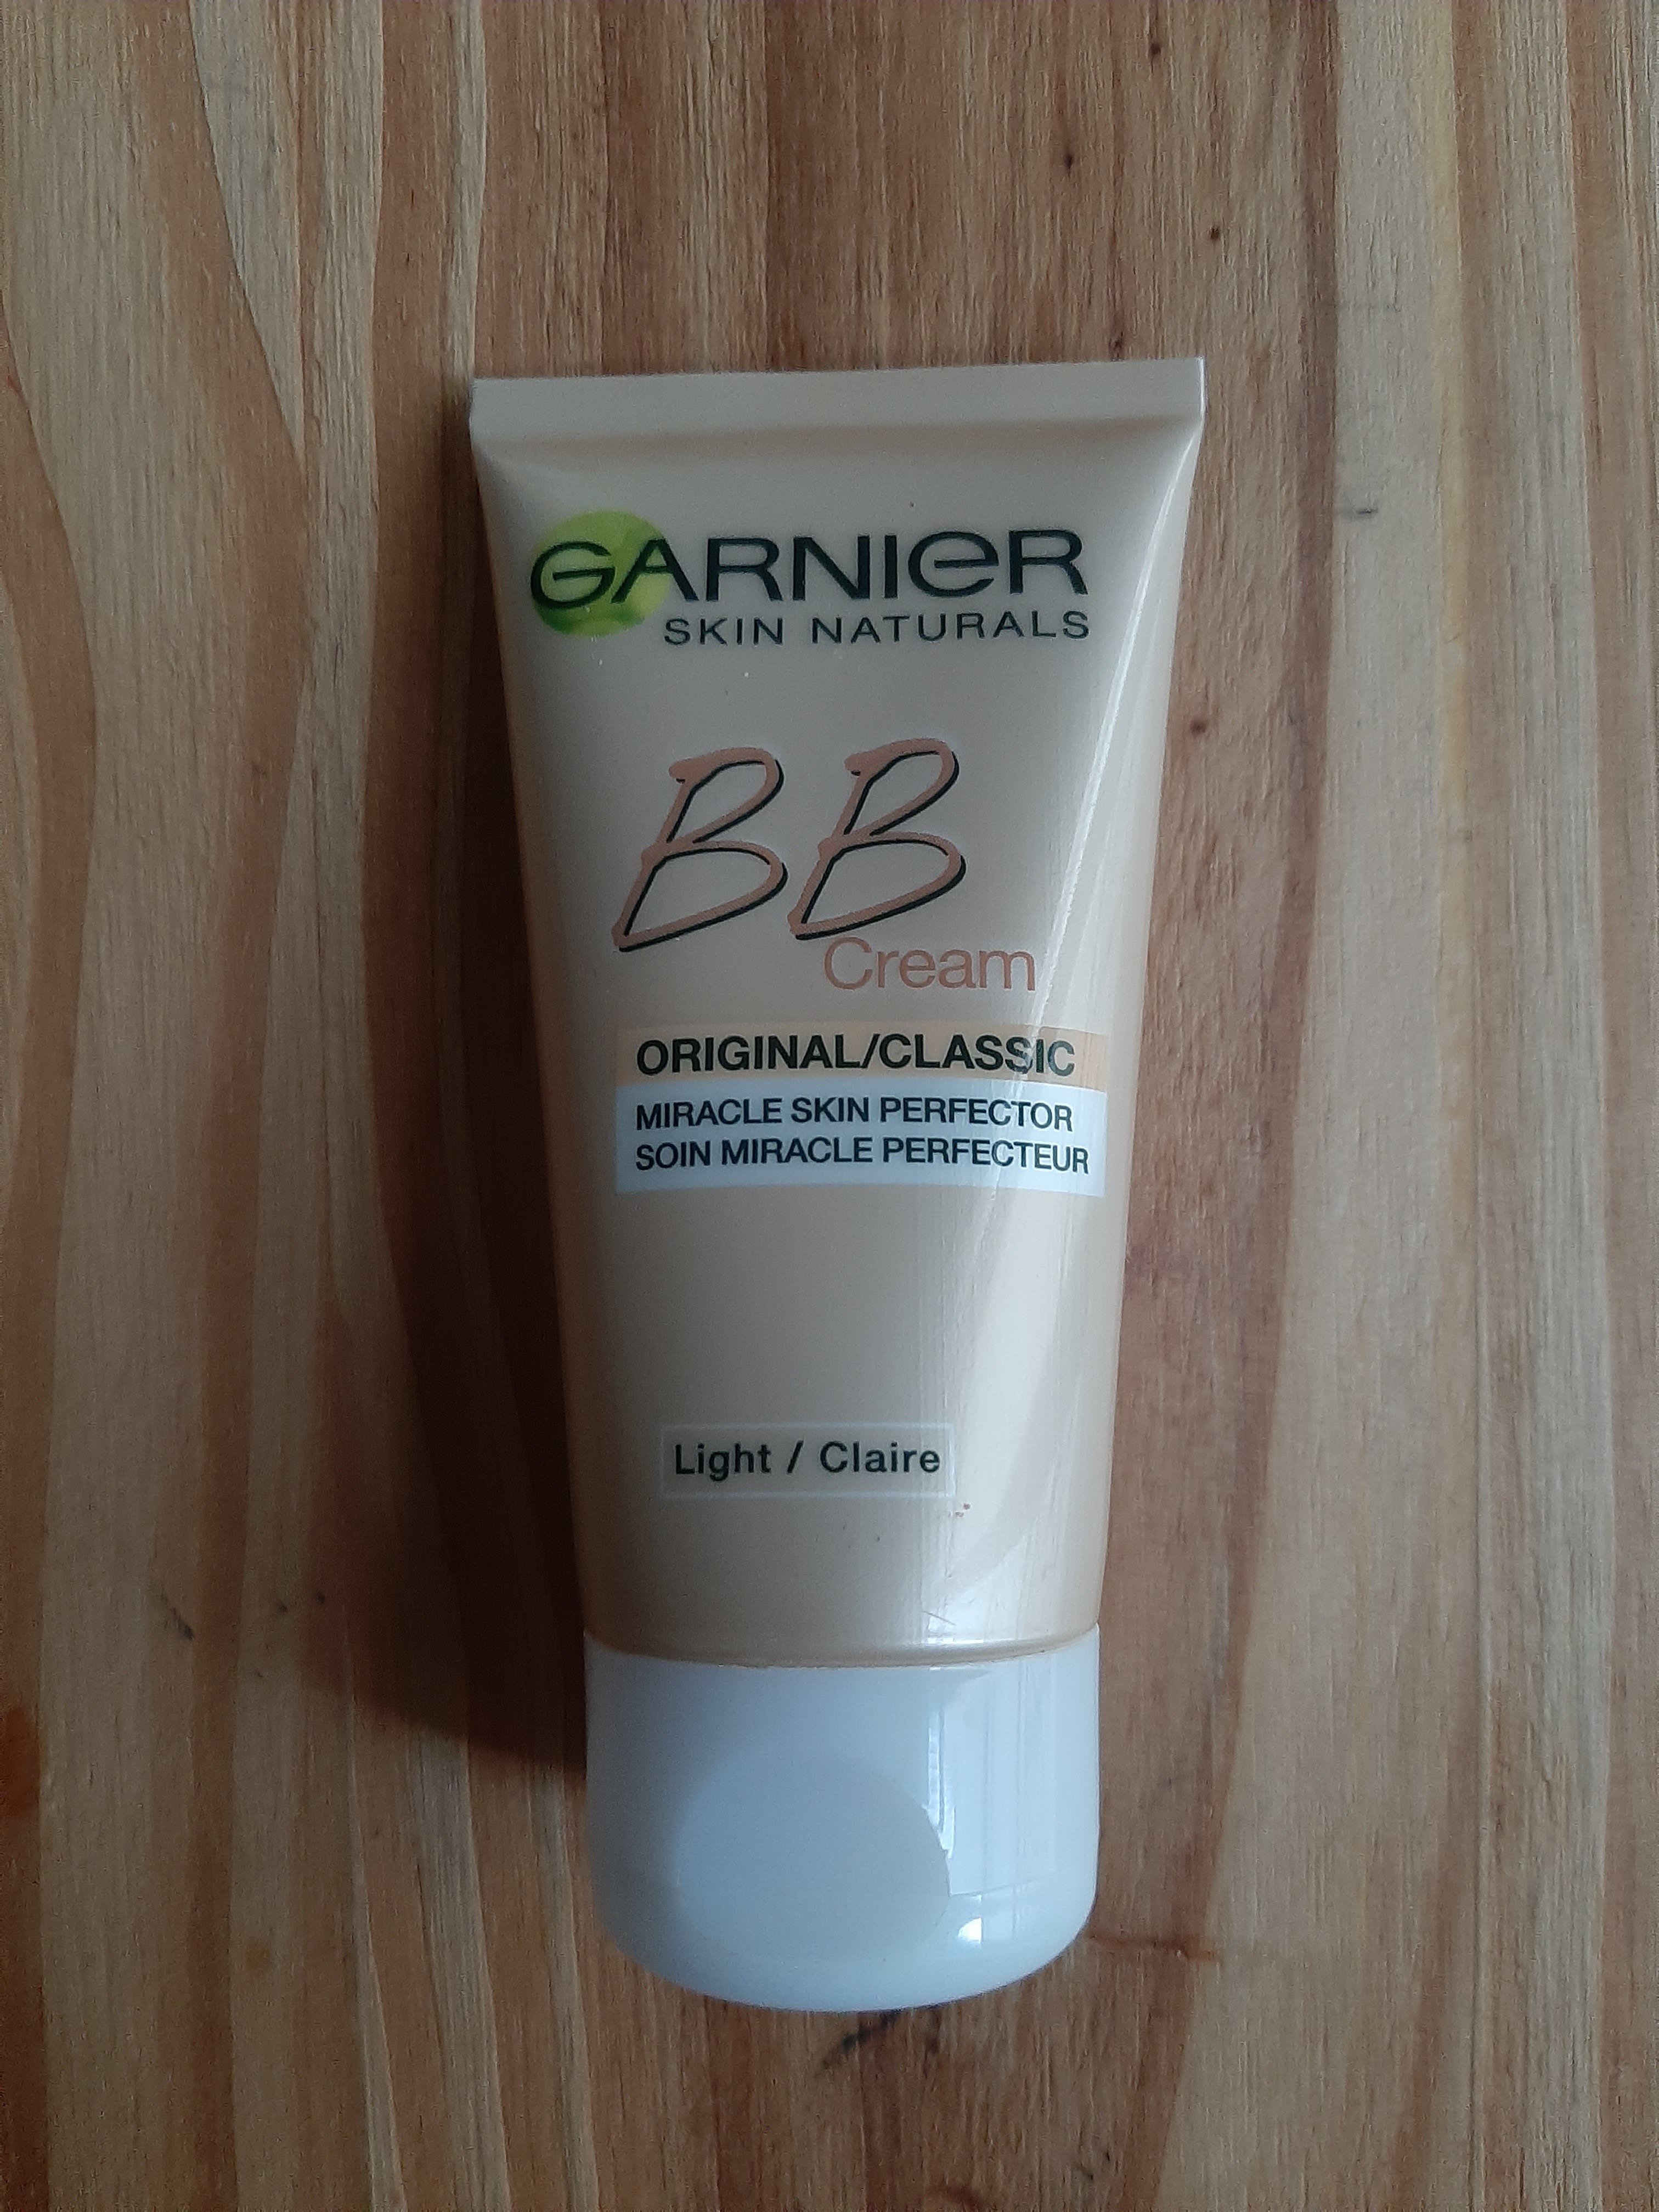 GARNIER
SKIN NATURALS
BB
Cream
ORIGINAL/CLASSIC
MIRACLE SKIN PERFECTOR
SOIN MIRACLE PERFECTEUR
Light / Claire